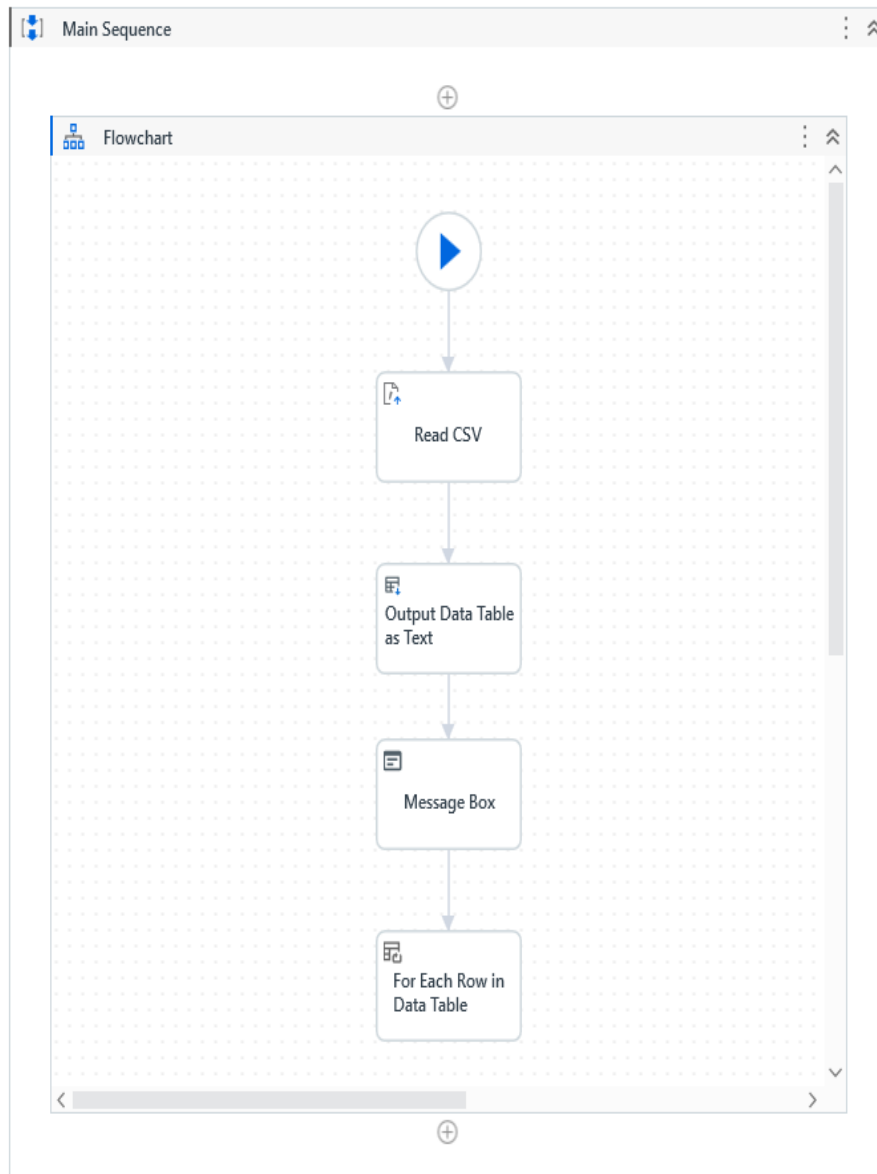 Main Sequence
Flowchart
Read CSV
Output Data Table
as Text
Message Box
For Each Row in
Data Table